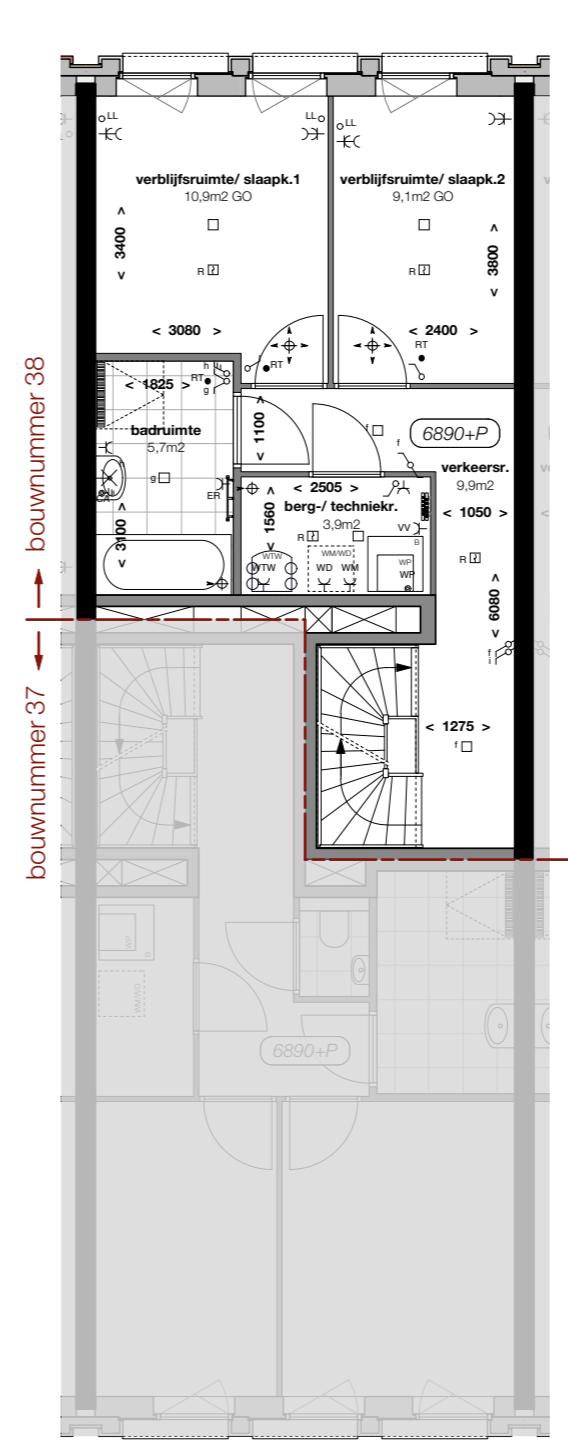 LL
LL
LL
verblijfsruimte/ slaapk.1
10,9m2 GO
verblijfsruimte/ slaapk.2
9,1m2 GO
< 3400 >
< 3800 >
R
R
< 3080 >
< 2400 >
RT
RT
h
< 1825 >
RT
g
bouwnummer 38
badruimte
5,7m2
< 1100 >
f
f
6890+P
verkeersr.
9,9m2
g
ER
< 2505 >
berg-/ techniekr.
3,9m2
< 1560 >
< 1050 >
CA
< 3100 >
R
VV
B
R
WTW
WTW
WM/WD
WD
WM
WP
WP
< 6080 >
f
i
bouwnummer 37
< 1275 >
f
WP
B
WM/WD
6890+P